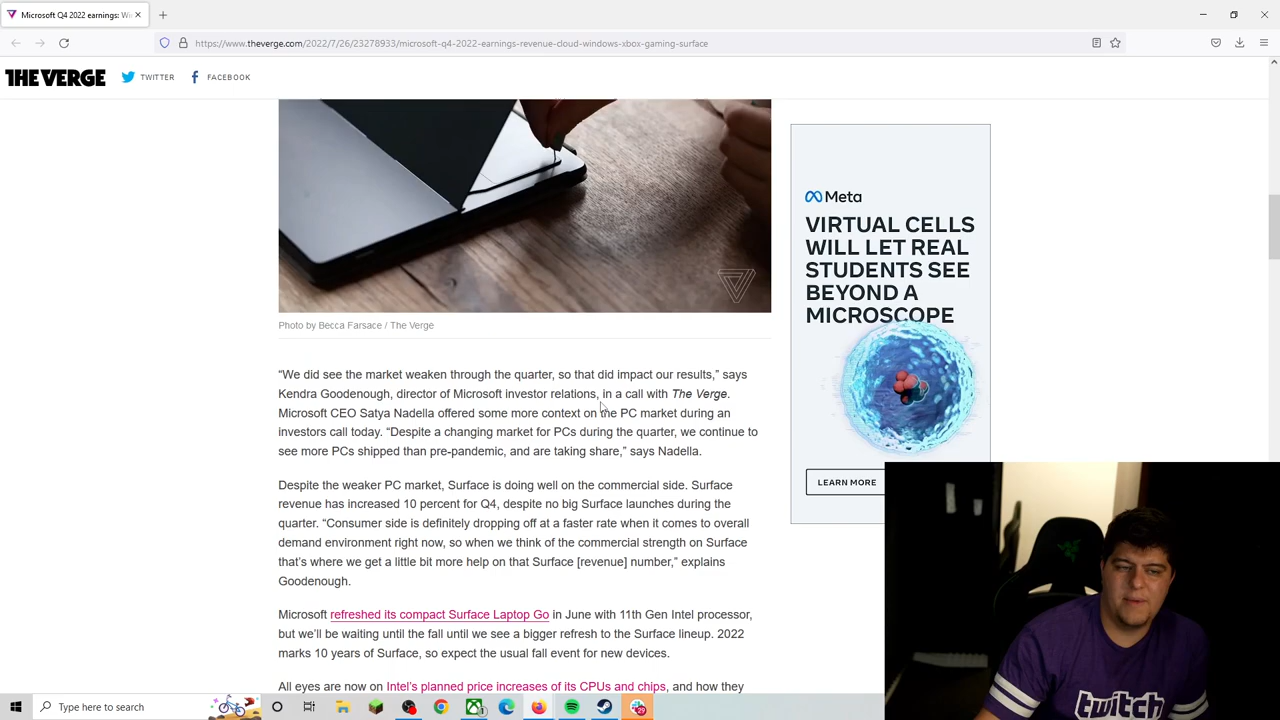 Microsoft Q4 2022 earnings: Wi
https://www.theverge.com/2022/7/26/23278933/microsoft-q4-2022-earnings-revenue-cloud-windows-xbox-gaming-surface
THE VERGE TWITTER FACEBOOK
Photo by Becca Farsace / The Verge
“We did see the market weaken through the quarter, so that did impact our results,” says
Kendra Goodenough, director of Microsoft investor relations, in a call with The Verge.
Microsoft CEO Satya Nadella offered some more context on the PC market during an
investors call today. “Despite a changing market for PCs during the quarter, we continue to
see more PCs shipped than pre-pandemic, and are taking share,” says Nadella.
Despite the weaker PC market, Surface is doing well on the commercial side. Surface
revenue has increased 10 percent for Q4, despite no big Surface launches during the
quarter. “Consumer side is definitely dropping off at a faster rate when it comes to overall
demand environment right now, so when we think of the commercial strength on Surface
that’s where we get a little bit more help on that Surface [revenue] number,” explains
Goodenough.
Microsoft refreshed its compact Surface Laptop Go in June with 11th Gen Intel processor,
but we’ll be waiting until the fall until we see a bigger refresh to the Surface lineup. 2022
marks 10 years of Surface, so expect the usual fall event for new devices.
All eyes are now on Intel’s planned price increases of its CPUs and chips, and how they
Meta
VIRTUAL CELLS
WILL LET REAL
STUDENTS SEE
BEYOND A
MICROSCOPE
LEARN MORE
twitch
Type here to search